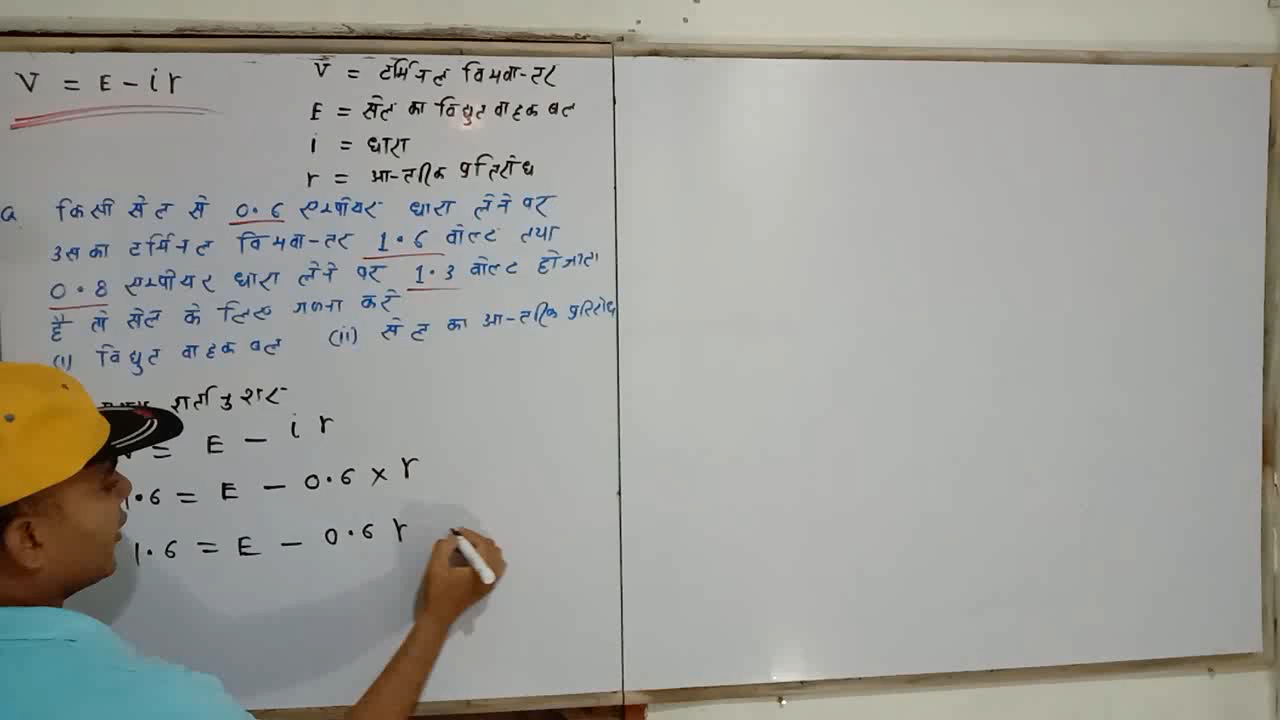 V = E - i r
V = टर्मिनल विभवान्तर
E = सेल का विद्युत वाहक बल
i = धारा
r = आन्तरिक प्रतिरोध
Q किसी सेल से 0.6 एम्पीयर धारा लेने पर
उसका टर्मिनल विभवान्तर 1.6 वोल्ट तथा
0.8 एम्पीयर धारा लेने पर 1.3 वोल्ट हो जाता
है तो सेल के लिए गणना करे
(i) विद्युत वाहक बल (ii) सेल का आन्तरिक प्रतिरोध
शर्तानुशार
V = E - i r
1.6 = E - 0.6 × r
1.6 = E - 0.6 r